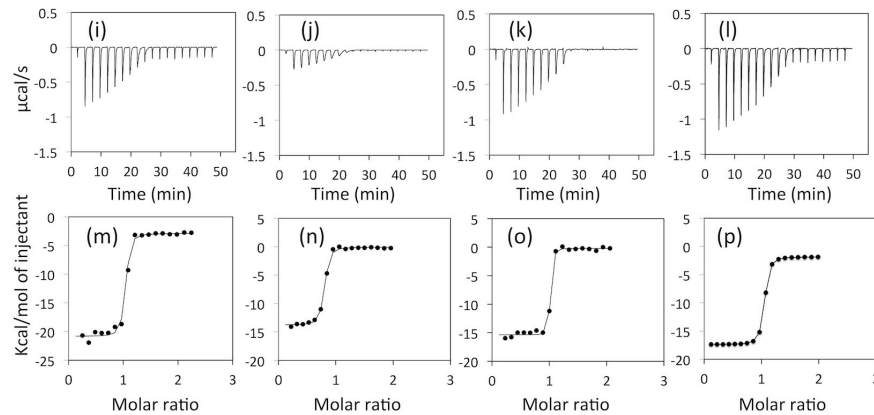 (i) (j) (k) (l)
0.5 0.5 0.5 0.5
0 0 0 0
-0.5 -0.5 -0.5 -0.5
-1 -1 -1 -1
-1.5 -1.5 -1.5 -1.5
µcal/s
0 10 20 30 40 50 0 10 20 30 40 50 0 10 20 30 40 50 0 10 20 30 40 50
Time (min) Time (min) Time (min) Time (min)
(m) (n) (o) (p)
0 5 5 5
-5 0 0 0
-10 -5 -5 -5
-15 -10 -10 -10
-20 -15 -15 -15
-25 -20 -20 -20
Kcal/mol of injectant
0 1 2 3 0 1 2 3 0 1 2 3 0 1 2 3
Molar ratio Molar ratio Molar ratio Molar ratio